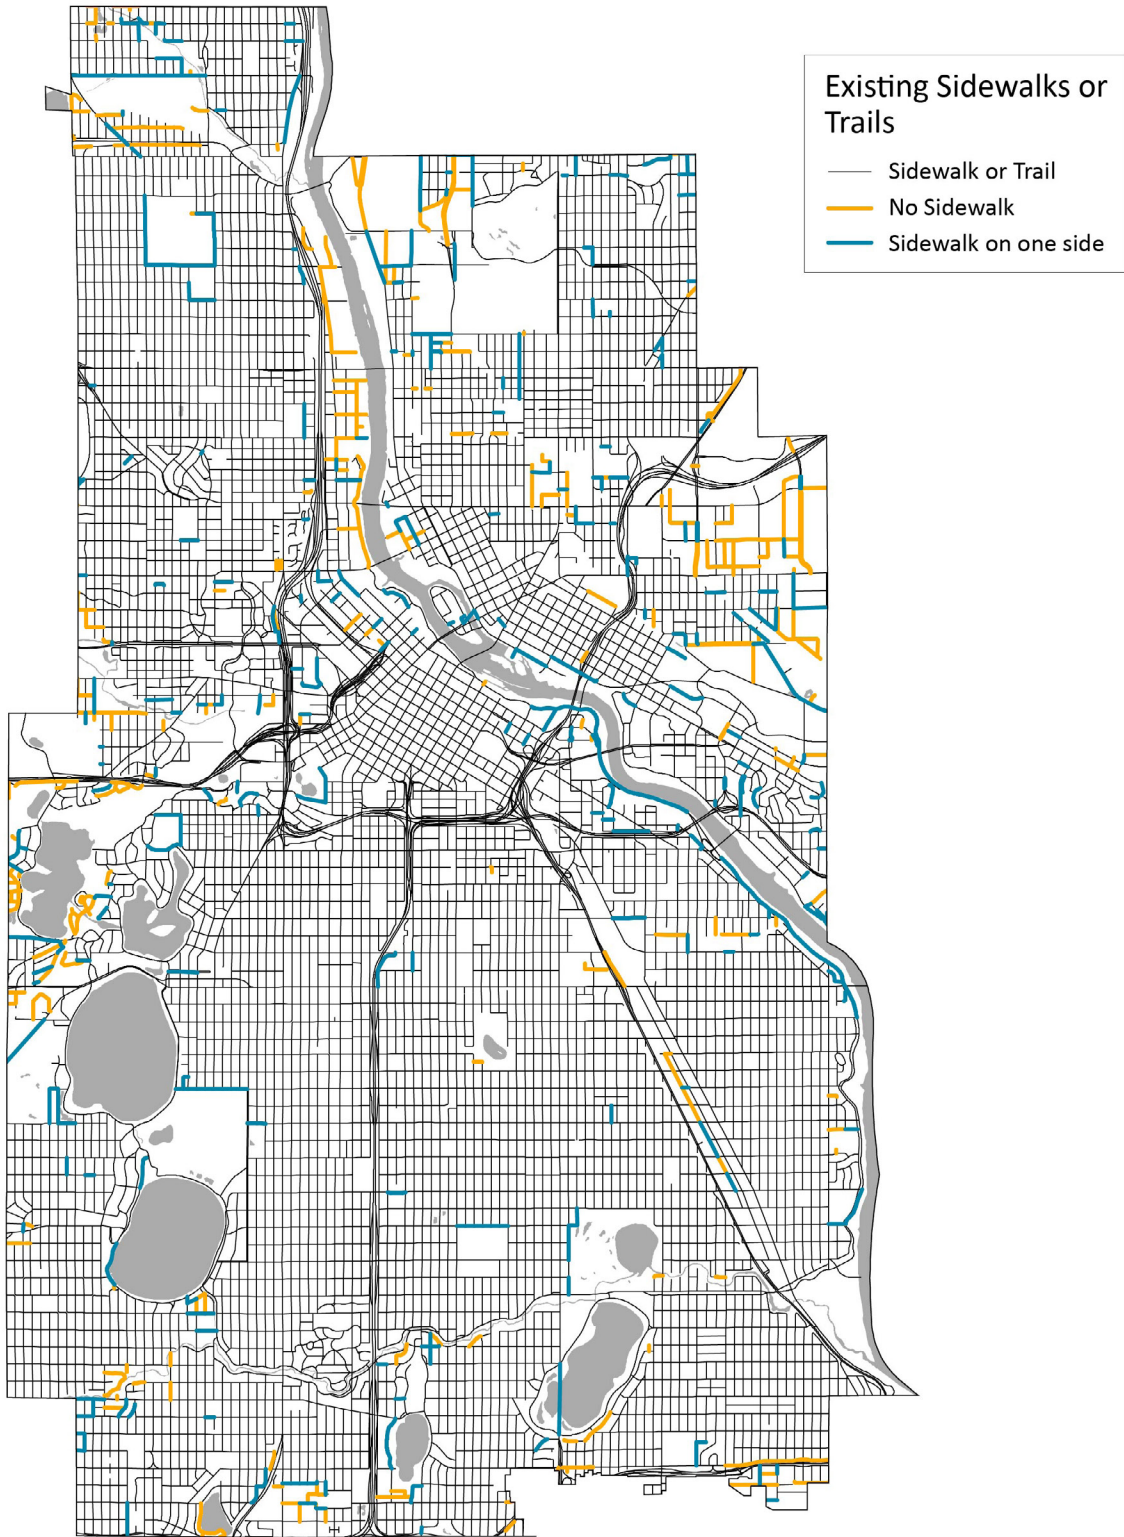 Existing Sidewalks or
Trails
Sidewalk or Trail
No Sidewalk
Sidewalk on one side